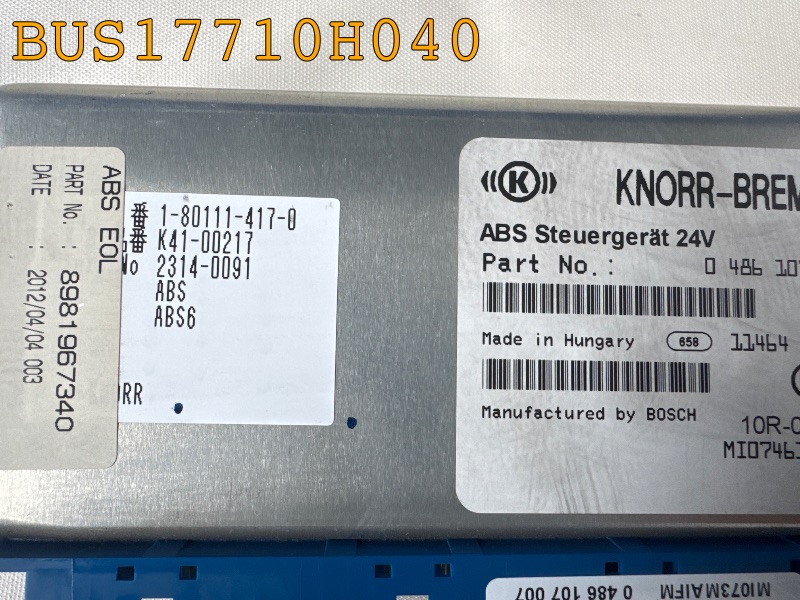 BUS17710H040
ABS EOL
PART No. : 8981967340
DATE : 2012/04/04 003
番 1-80111-417-0
番 K41-00217
No 2314-0091
ABS
ABS6
ORR
K
KNORR-BREM
ABS Steuergerät 24V
Part No.: 0 486 10
Made in Hungary 658 11464
Manufactured by BOSCH
10R-0
MI0746
0 486 107 007 MI073MAIFM